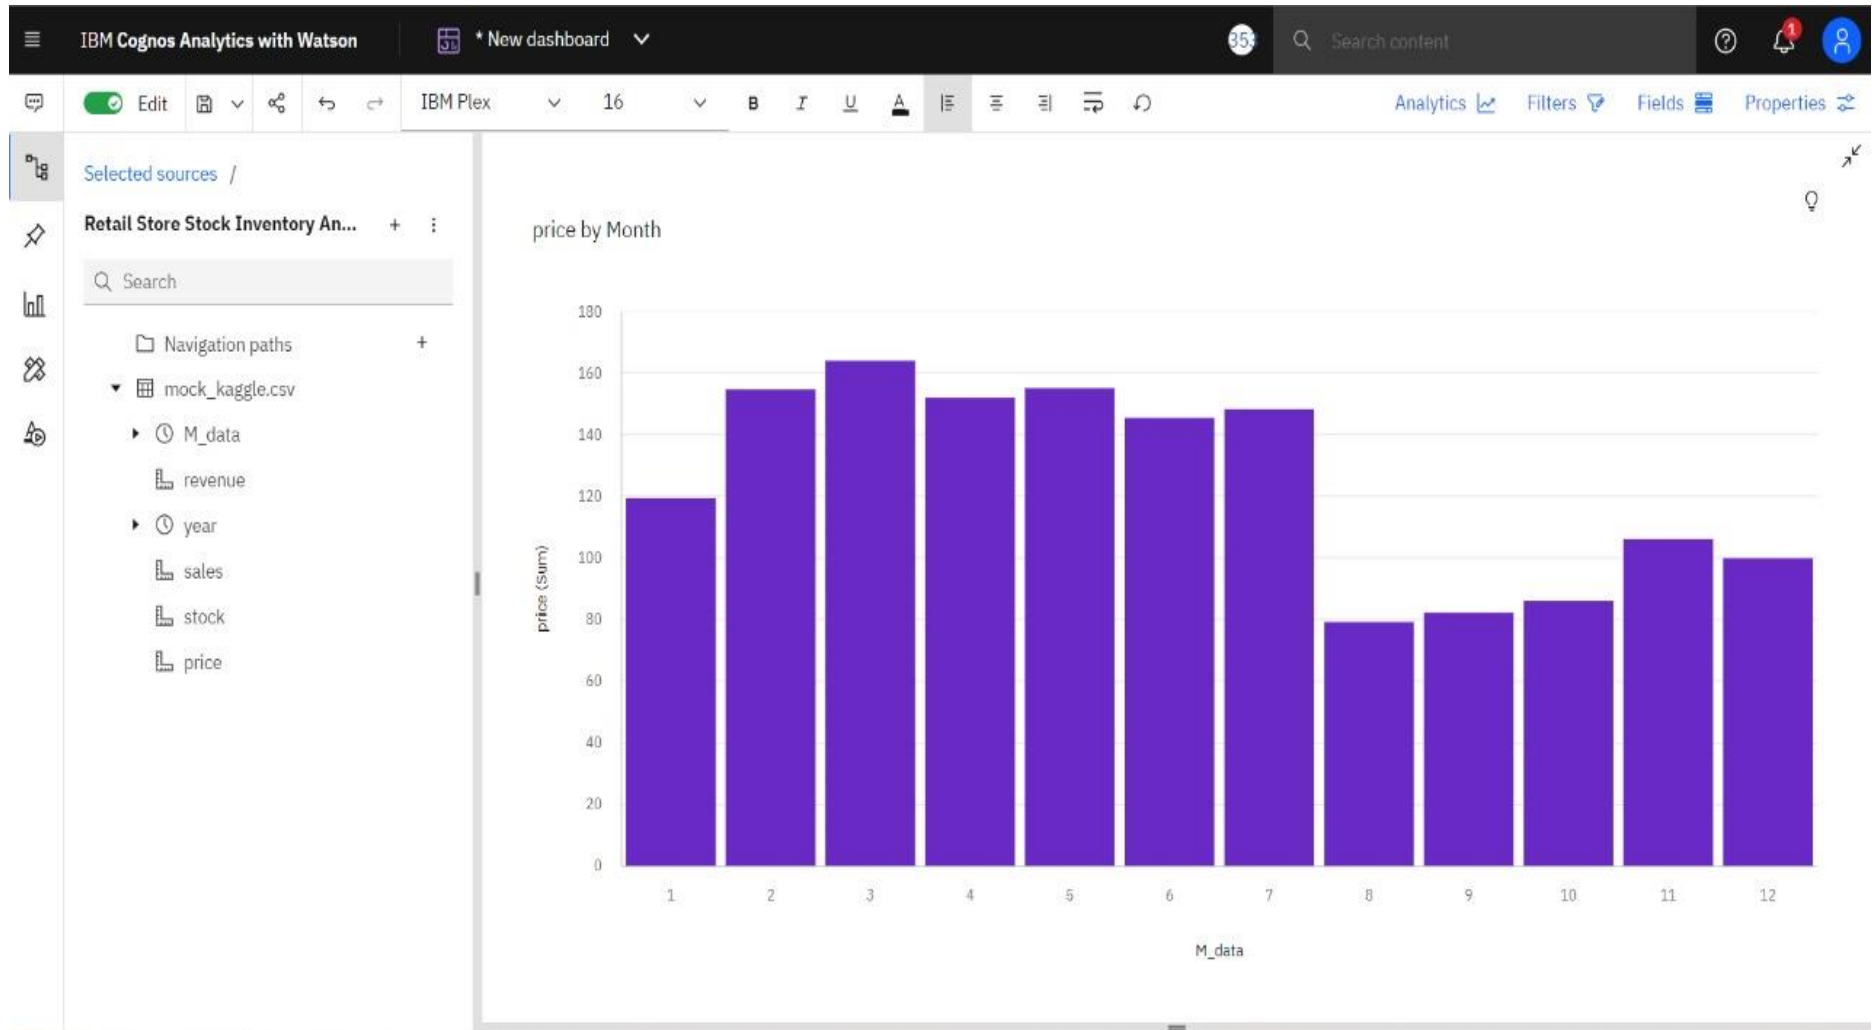 IBM Cognos Analytics with Watson
* New dashboard
353
Search content
1
Edit
IBM Plex
16
B I U A
Analytics
Filters
Fields
Properties
Selected sources /
Retail Store Stock Inventory An...
Search
Navigation paths
mock_kaggle.csv
M_data
revenue
year
sales
stock
price
price by Month
180
160
140
120
100
80
60
40
20
0
price (sum)
1 2 3 4 5 6 7 8 9 10 11 12
M_data